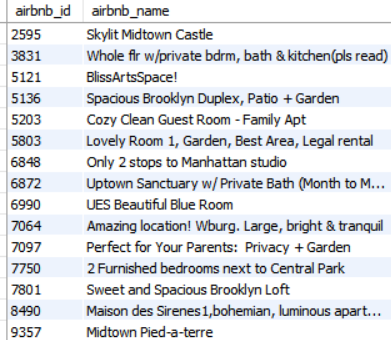 airbnb_id airbnb_name
2595 Skylit Midtown Castle
3831 Whole flr w/private bdrm, bath & kitchen(pls read)
5121 BlissArtsSpace!
5136 Spacious Brooklyn Duplex, Patio + Garden
5203 Cozy Clean Guest Room - Family Apt
5803 Lovely Room 1, Garden, Best Area, Legal rental
6848 Only 2 stops to Manhattan studio
6872 Uptown Sanctuary w/ Private Bath (Month to M...
6990 UES Beautiful Blue Room
7064 Amazing location! Wburg. Large, bright & tranquil
7097 Perfect for Your Parents:  Privacy + Garden
7750 2 Furnished bedrooms next to Central Park
7801 Sweet and Spacious Brooklyn Loft
8490 Maison des Sirenes1,bohemian, luminous apart...
9357 Midtown Pied-a-terre